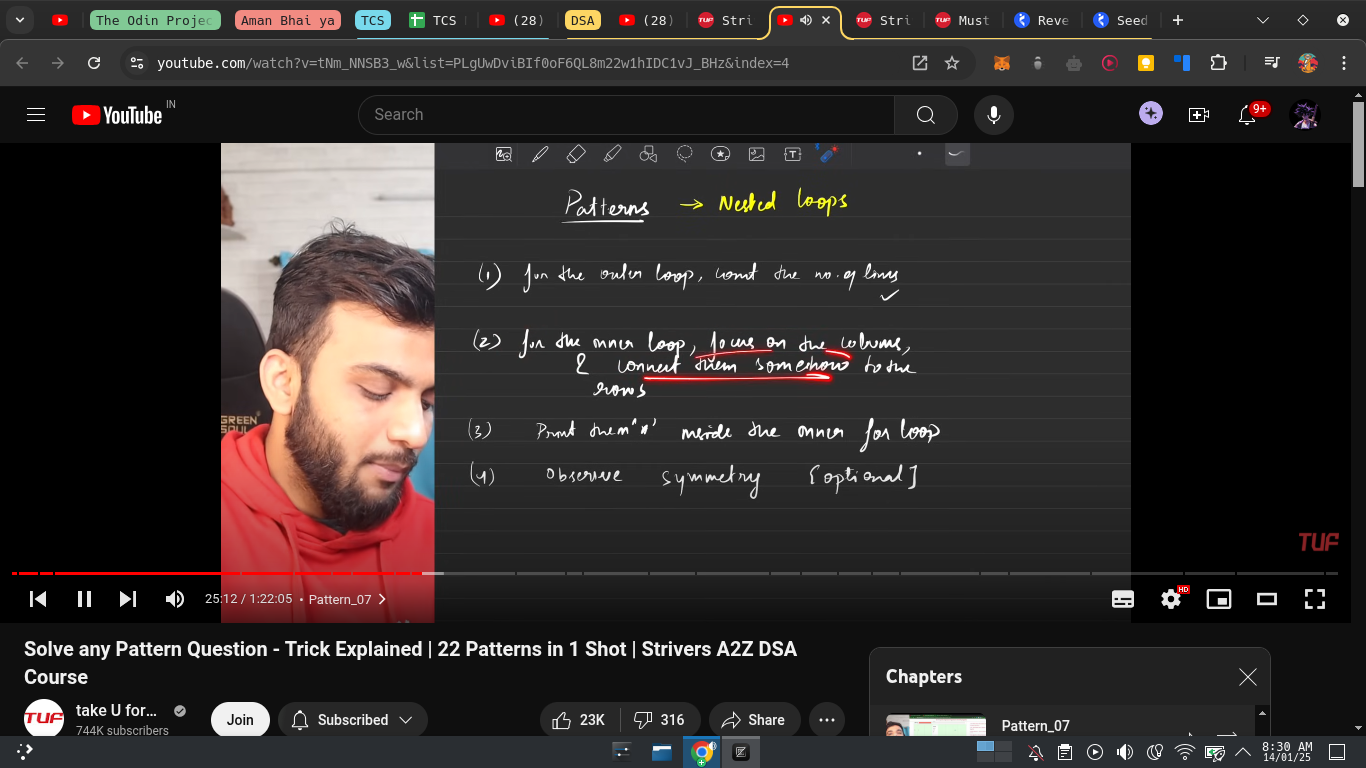 The Odin Projec
Aman Bhai ya
TCS
TCS
(28)
DSA
(28)
Stri
Stri
Must
Reve
Seed
youtube.com/watch?v=tNm_NNSB3_w&list=PLgUwDviBIf0oF6QL8m22w1hIDC1vJ_BHz&index=4
YouTube IN
Search
9+
Patterns → Nested loops
(1) for the outer loop, count the no. of lines
(2) for the inner loop, focus on the columns,
& connect them somehow to the
rows
(3) Print them '*' inside the inner for loop
(4) Observe symmetry [optional]
GREEN
SOUL
TUF
25:12 / 1:22:05 • Pattern_07
HD
Solve any Pattern Question - Trick Explained | 22 Patterns in 1 Shot | Strivers A2Z DSA
Course
TUF
take U for...
744K subscribers
Join
Subscribed
23K
316
Share
Chapters
Pattern_07
8:30 AM
14/01/25